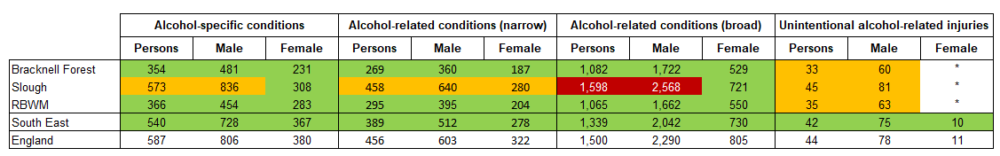 Alcohol-specific conditions Alcohol-related conditions (narrow) Alcohol-related conditions (broad) Unintentional alcohol-related injuries
Persons Male Female Persons Male Female Persons Male Female Persons Male Female
Bracknell Forest 354 481 231 269 360 187 1,082 1,722 529 33 60 *
Slough 573 836 308 458 640 280 1,598 2,568 721 45 81 *
RBWM 366 454 283 295 395 204 1,065 1,662 550 35 63 *
South East 540 728 367 389 512 278 1,339 2,042 730 42 75 10
England 587 806 380 456 603 322 1,500 2,290 805 44 78 11